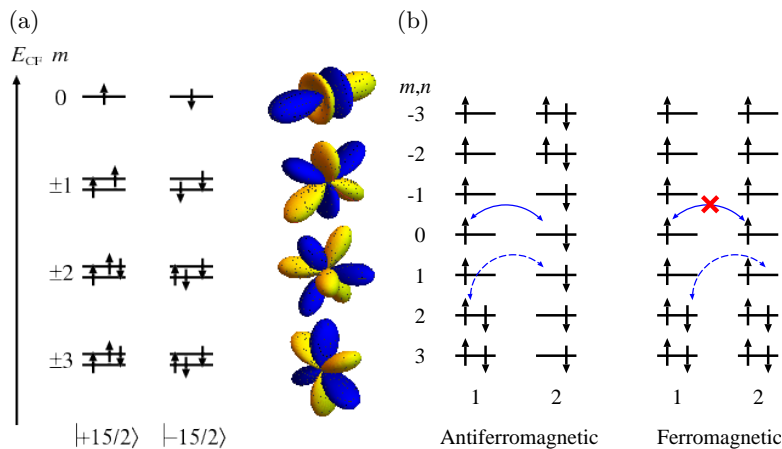 (a)
E_CF m
0
±1
±2
±3
|+15/2⟩ |−15/2⟩
(b)
m,n
-3
-2
-1
0
1
2
3
1 2 1 2
Antiferromagnetic Ferromagnetic